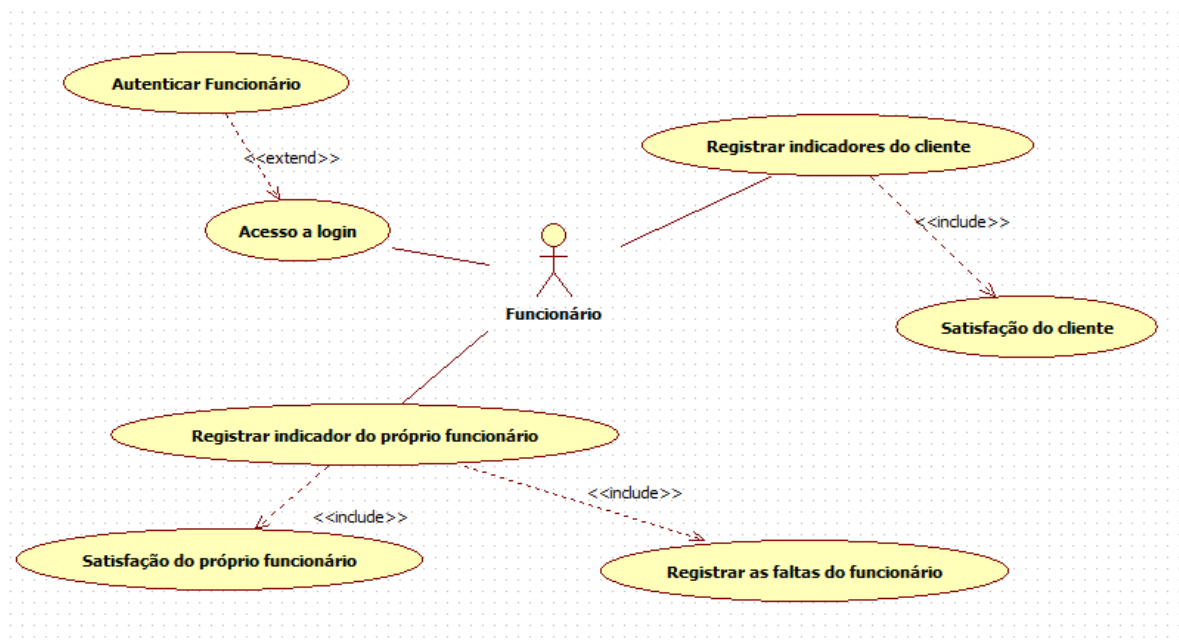 Autenticar Funcionário
<<extend>>
Acesso a login
Registrar indicadores do cliente
<<include>>
Satisfação do cliente
Funcionário
Registrar indicador do próprio funcionário
<<include>>
<<include>>
Satisfação do próprio funcionário
Registrar as faltas do funcionário